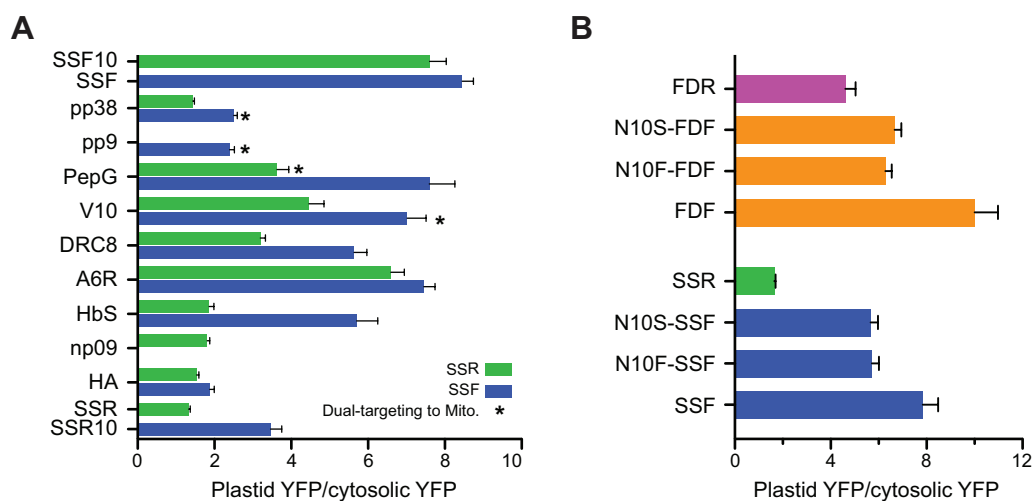 A
SSF10
SSF
pp38
*
pp9
*
PepG
*
V10
*
DRC8
A6R
HbS
np09
HA
SSR
SSR10
SSR
SSF
Dual-targeting to Mito. *
0 2 4 6 8 10
Plastid YFP/cytosolic YFP
B
FDR
N10S-FDF
N10F-FDF
FDF
SSR
N10S-SSF
N10F-SSF
SSF
0 4 8 12
Plastid YFP/cytosolic YFP